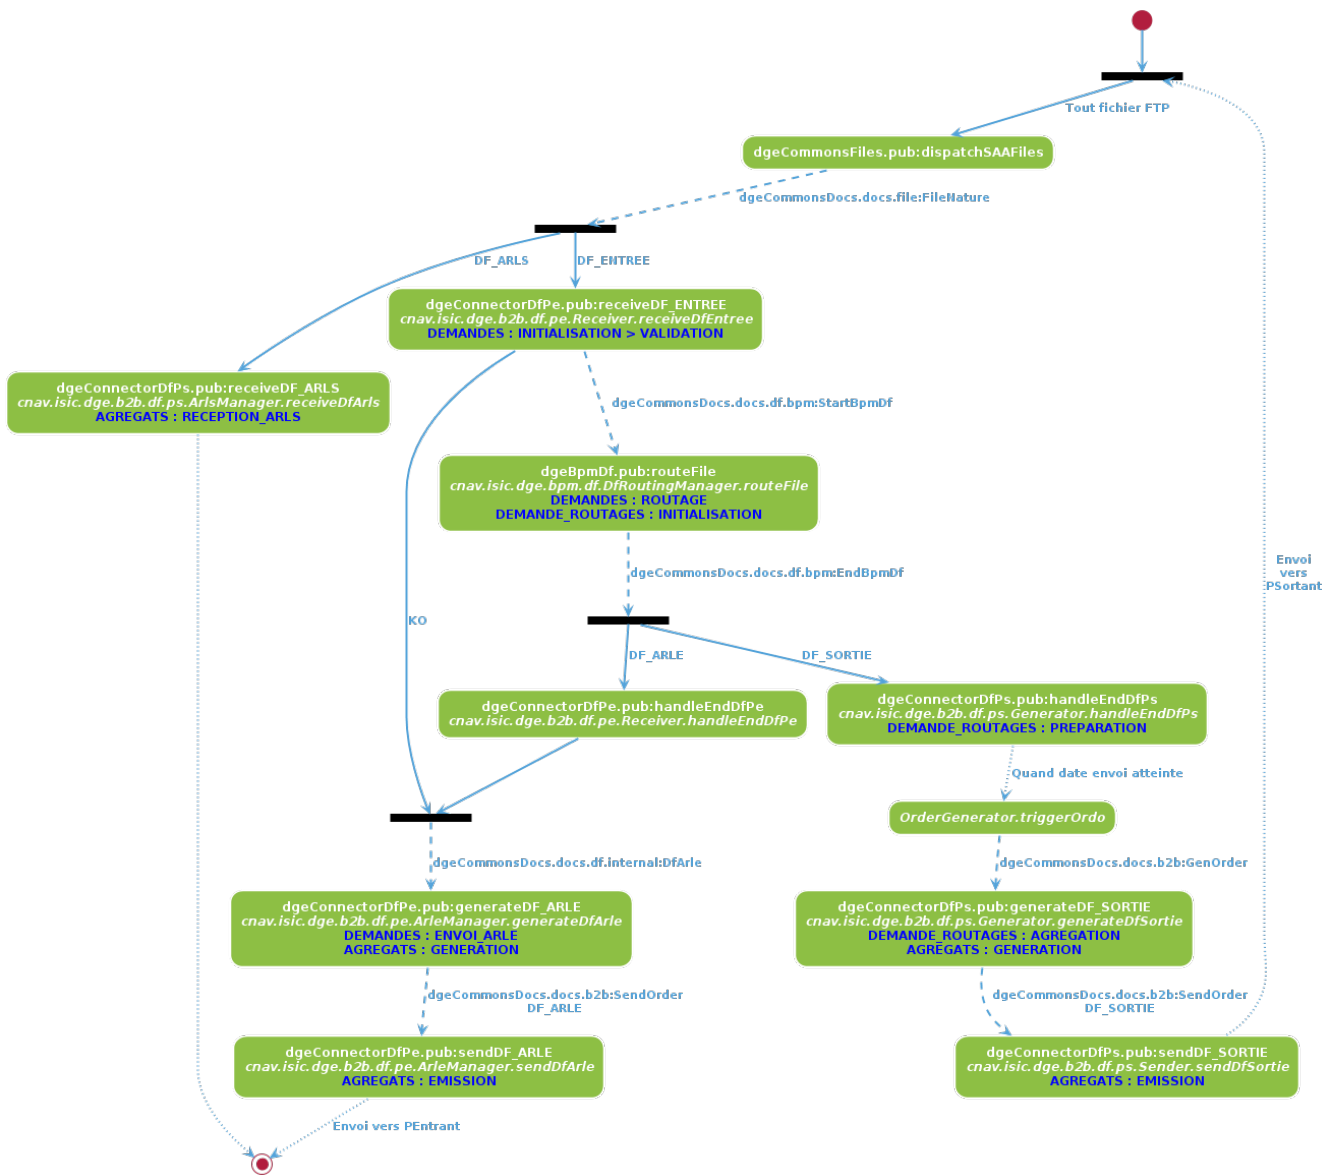 Tout fichier FTP
dgeCommonsFiles.pub:dispatchSAAFiles
dgeCommonsDocs.docs.file:FileNature
DF_ARLS
DF_ENTREE
dgeConnectorDfPe.pub:receiveDF_ENTREE
cnav.isic.dge.b2b.df.pe.Receiver.receiveDfEntree
DEMANDES : INITIALISATION > VALIDATION
dgeConnectorDfPs.pub:receiveDF_ARLS
cnav.isic.dge.b2b.df.ps.ArlsManager.receiveDfArls
AGREGATS : RECEPTION_ARLS
dgeCommonsDocs.docs.df.bpm:StartBpmDf
dgeBpmDf.pub:routeFile
cnav.isic.dge.bpm.df.DfRoutingManager.routeFile
DEMANDES : ROUTAGE
DEMANDE_ROUTAGES : INITIALISATION
dgeCommonsDocs.docs.df.bpm:EndBpmDf
Envoi
vers
PSortant
KO
DF_ARLE
DF_SORTIE
dgeConnectorDfPe.pub:handleEndDfPe
cnav.isic.dge.b2b.df.pe.Receiver.handleEndDfPe
dgeConnectorDfPs.pub:handleEndDfPs
cnav.isic.dge.b2b.df.ps.Generator.handleEndDfPs
DEMANDE_ROUTAGES : PREPARATION
Quand date envoi atteinte
OrderGenerator.triggerOrdo
dgeCommonsDocs.docs.df.internal:DfArle
dgeCommonsDocs.docs.b2b:GenOrder
dgeConnectorDfPe.pub:generateDF_ARLE
cnav.isic.dge.b2b.df.pe.ArleManager.generateDfArle
DEMANDES : ENVOI_ARLE
AGREGATS : GENERATION
dgeConnectorDfPs.pub:generateDF_SORTIE
cnav.isic.dge.b2b.df.ps.Generator.generateDfSortie
DEMANDE_ROUTAGES : AGREGATION
AGREGATS : GENERATION
dgeCommonsDocs.docs.b2b:SendOrder
DF_ARLE
dgeCommonsDocs.docs.b2b:SendOrder
DF_SORTIE
dgeConnectorDfPe.pub:sendDF_ARLE
cnav.isic.dge.b2b.df.pe.ArleManager.sendDfArle
AGREGATS : EMISSION
dgeConnectorDfPs.pub:sendDF_SORTIE
cnav.isic.dge.b2b.df.ps.Sender.sendDfSortie
AGREGATS : EMISSION
Envoi vers PEntrant